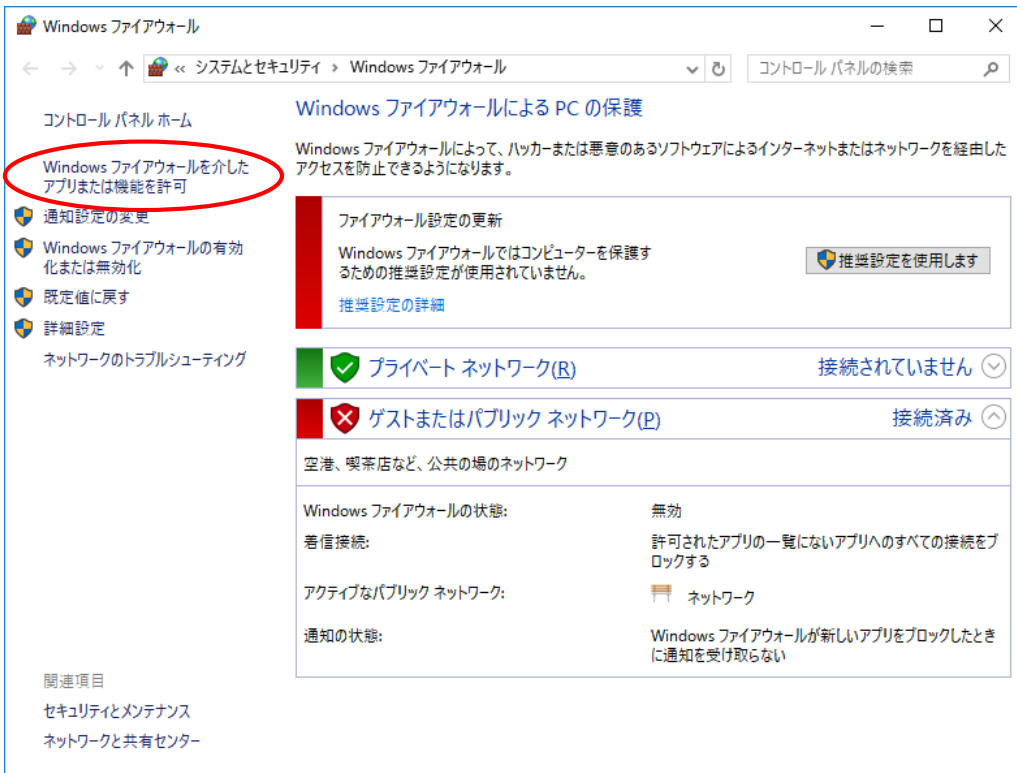 Windows ファイアウォール
« システムとセキュリティ › Windows ファイアウォール
コントロール パネルの検索
コントロール パネル ホーム
Windows ファイアウォールを介した
アプリまたは機能を許可
通知設定の変更
Windows ファイアウォールの有効
化または無効化
既定値に戻す
詳細設定
ネットワークのトラブルシューティング
Windows ファイアウォールによる PC の保護
Windows ファイアウォールによって、ハッカーまたは悪意のあるソフトウェアによるインターネットまたはネットワークを経由した
アクセスを防止できるようになります。
ファイアウォール設定の更新
Windows ファイアウォールではコンピューターを保護す
るための推奨設定が使用されていません。
推奨設定を使用します
推奨設定の詳細
プライベート ネットワーク(R) 接続されていません
ゲストまたはパブリック ネットワーク(P) 接続済み
空港、喫茶店など、公共の場のネットワーク
Windows ファイアウォールの状態: 無効
着信接続: 許可されたアプリの一覧にないアプリへのすべての接続をブ
ロックする
アクティブなパブリック ネットワーク: ネットワーク
通知の状態: Windows ファイアウォールが新しいアプリをブロックしたとき
に通知を受け取らない
関連項目
セキュリティとメンテナンス
ネットワークと共有センター